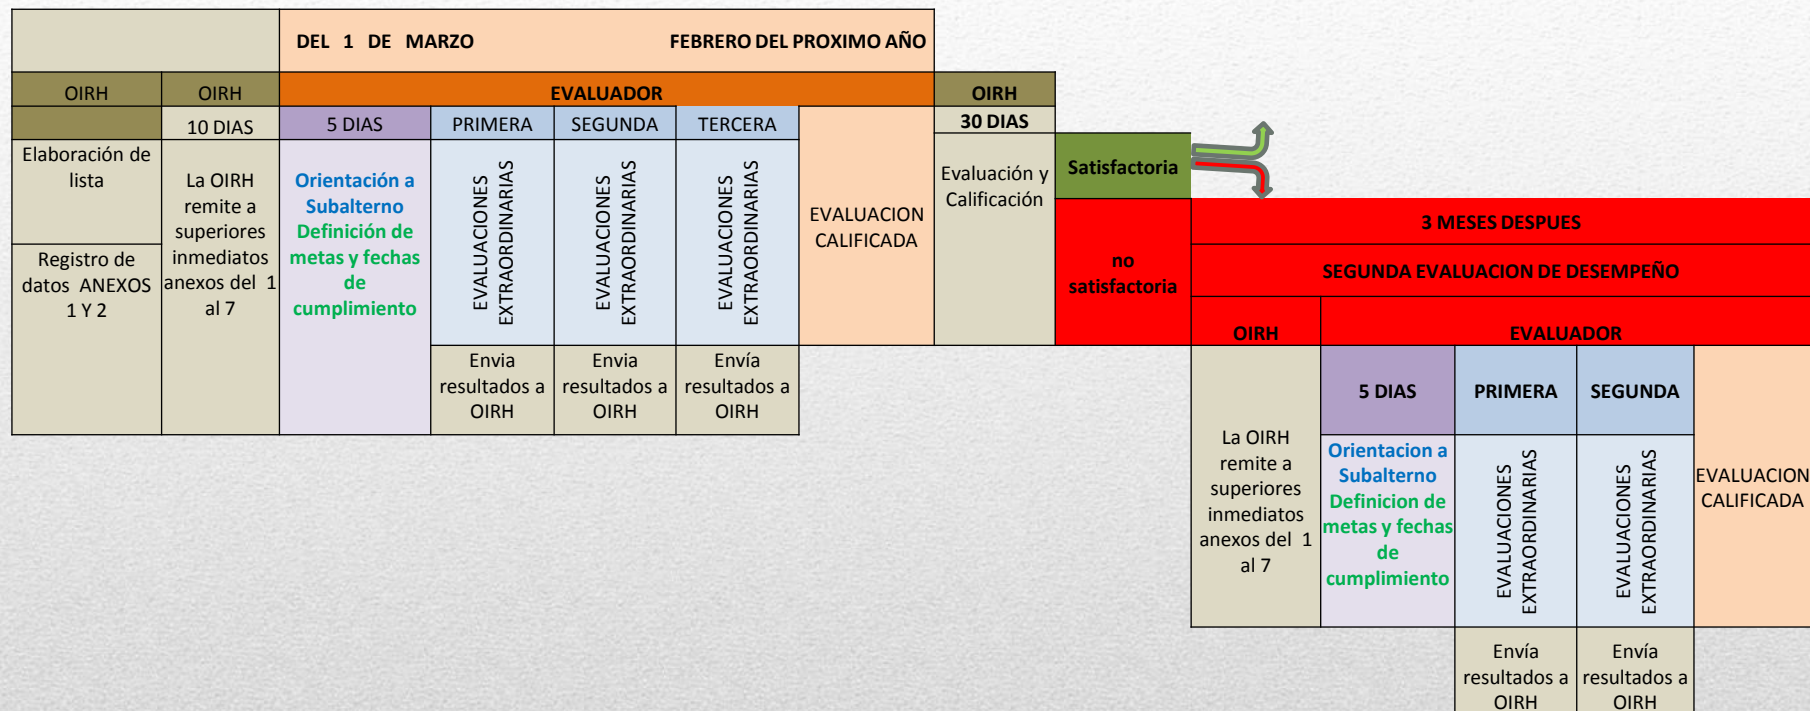 DEL 1 DE MARZO FEBRERO DEL PROXIMO AÑO
OIRH
OIRH
EVALUADOR
OIRH
10 DIAS
5 DIAS
PRIMERA
SEGUNDA
TERCERA
30 DIAS
Elaboración de
lista
Registro de
datos ANEXOS
1 Y 2
La OIRH
remite a
superiores
inmediatos
anexos del 1
al 7
Orientación a
Subalterno
Definición de
metas y fechas
de
cumplimiento
EVALUACIONES
EXTRAORDINARIAS
EVALUACIONES
EXTRAORDINARIAS
EVALUACIONES
EXTRAORDINARIAS
Envia
resultados a
OIRH
Envia
resultados a
OIRH
Envía
resultados a
OIRH
EVALUACION
CALIFICADA
Evaluación y
Calificación
Satisfactoria
no
satisfactoria
3 MESES DESPUES
SEGUNDA EVALUACION DE DESEMPEÑO
OIRH
EVALUADOR
La OIRH
remite a
superiores
inmediatos
anexos del 1
al 7
5 DIAS
PRIMERA
SEGUNDA
Orientacion a
Subalterno
Definicion de
metas y fechas
de
cumplimiento
EVALUACIONES
EXTRAORDINARIAS
EVALUACIONES
EXTRAORDINARIAS
EVALUACION
CALIFICADA
Envía
resultados a
OIRH
Envía
resultados a
OIRH